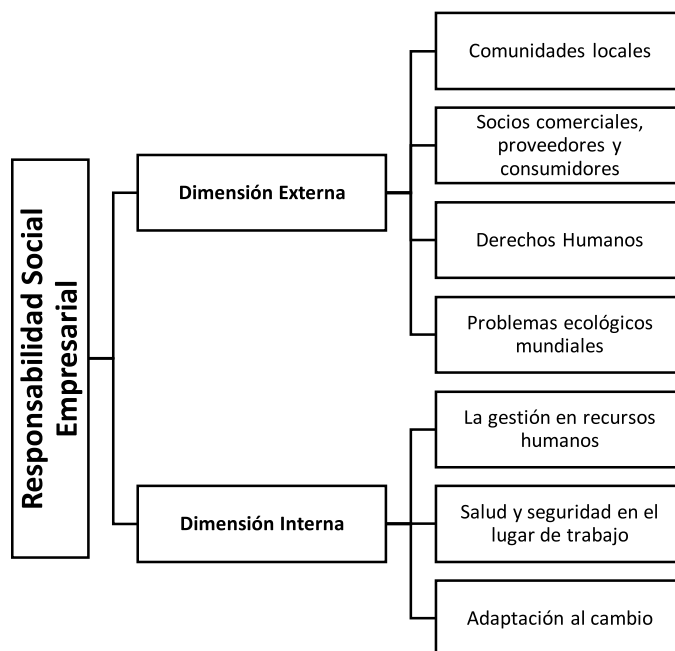 Responsabilidad Social
Empresarial
Dimensión Externa
Comunidades locales
Socios comerciales,
proveedores y
consumidores
Derechos Humanos
Problemas ecológicos
mundiales
Dimensión Interna
La gestión en recursos
humanos
Salud y seguridad en el
lugar de trabajo
Adaptación al cambio